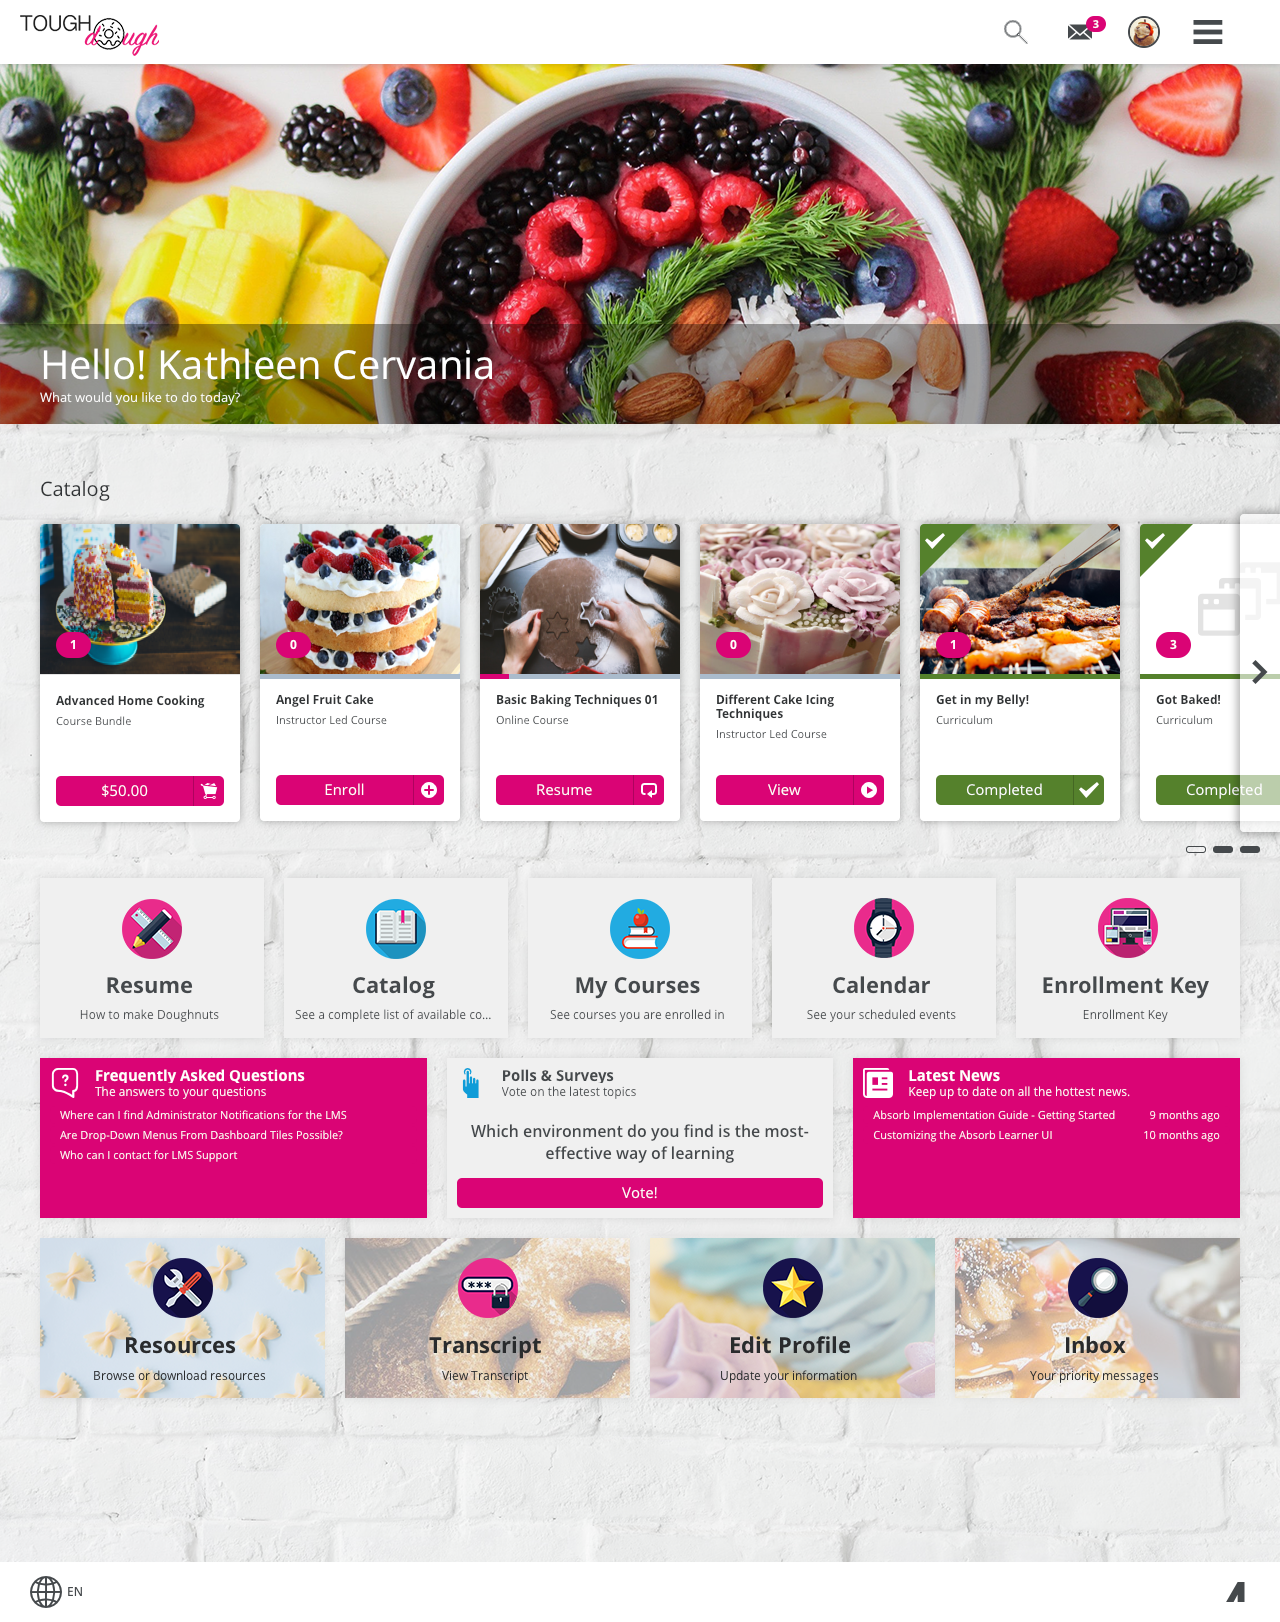 TOUGH
dough
3
Hello! Kathleen Cervania
What would you like to do today?
Catalog
1
Advanced Home Cooking
Course Bundle
$50.00
0
Angel Fruit Cake
Instructor Led Course
Enroll
Basic Baking Techniques 01
Online Course
Resume
0
Different Cake Icing
Techniques
Instructor Led Course
View
1
Get in my Belly!
Curriculum
Completed
3
Got Baked!
Curriculum
Completed
Resume
How to make Doughnuts
Catalog
See a complete list of available co...
My Courses
See courses you are enrolled in
Calendar
See your scheduled events
Enrollment Key
Enrollment Key
Frequently Asked Questions
The answers to your questions
Where can I find Administrator Notifications for the LMS
Are Drop-Down Menus From Dashboard Tiles Possible?
Who can I contact for LMS Support
Polls & Surveys
Vote on the latest topics
Which environment do you find is the most-
effective way of learning
Vote!
Latest News
Keep up to date on all the hottest news.
Absorb Implementation Guide - Getting Started 9 months ago
Customizing the Absorb Learner UI 10 months ago
Resources
Browse or download resources
***
Transcript
View Transcript
Edit Profile
Update your information
Inbox
Your priority messages
EN